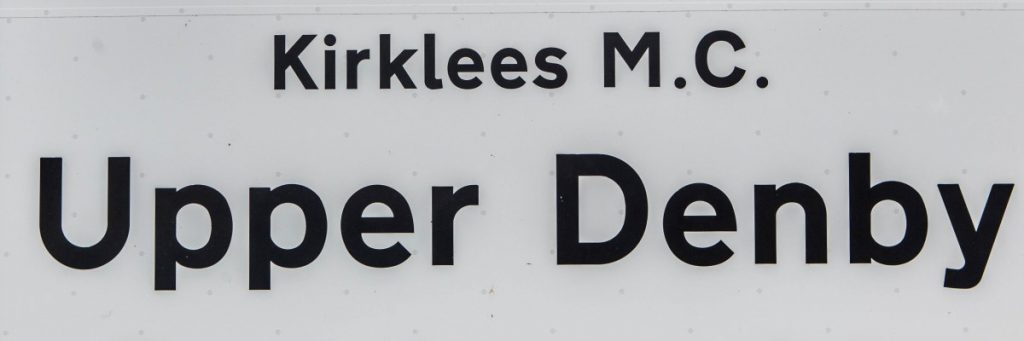 Kirklees M.C.
Upper Denby